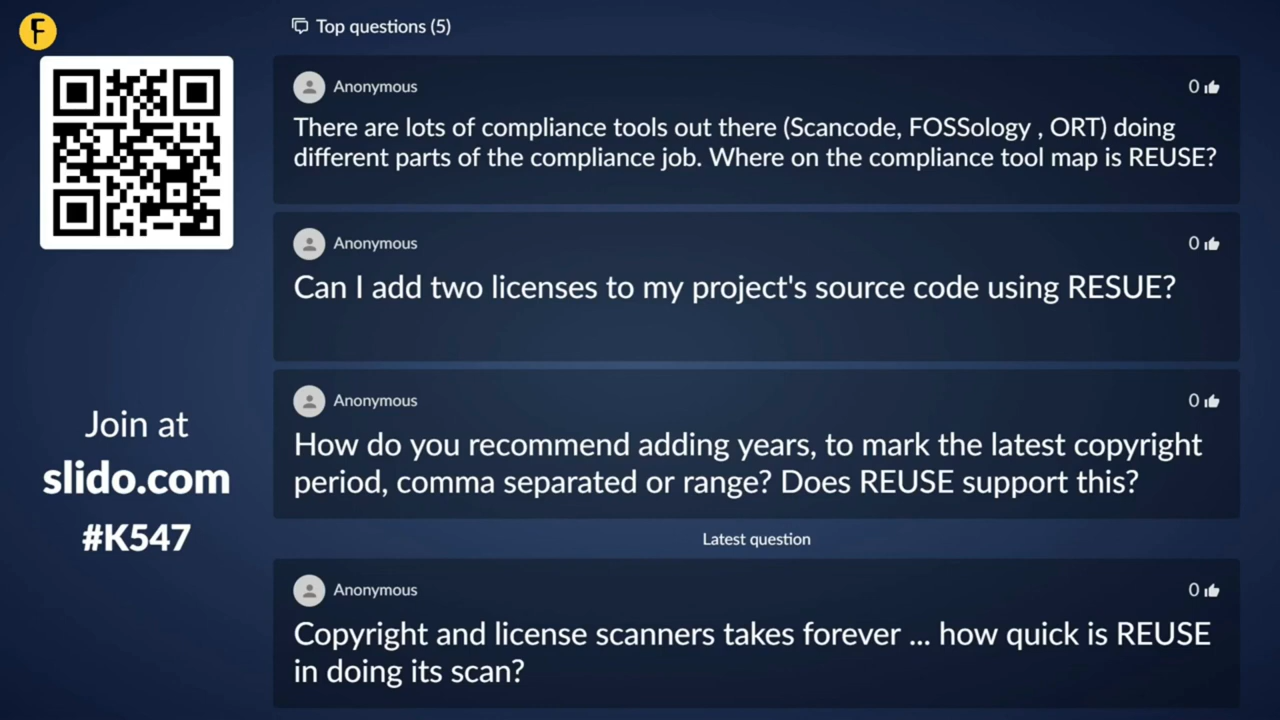 F
Top questions (5)
Anonymous
0
There are lots of compliance tools out there (Scancode, FOSSology , ORT) doing
different parts of the compliance job. Where on the compliance tool map is REUSE?
Anonymous
0
Can I add two licenses to my project's source code using RESUE?
Anonymous
0
How do you recommend adding years, to mark the latest copyright
period, comma separated or range? Does REUSE support this?
Latest question
Anonymous
0
Copyright and license scanners takes forever ... how quick is REUSE
in doing its scan?
Join at
slido.com
#K547